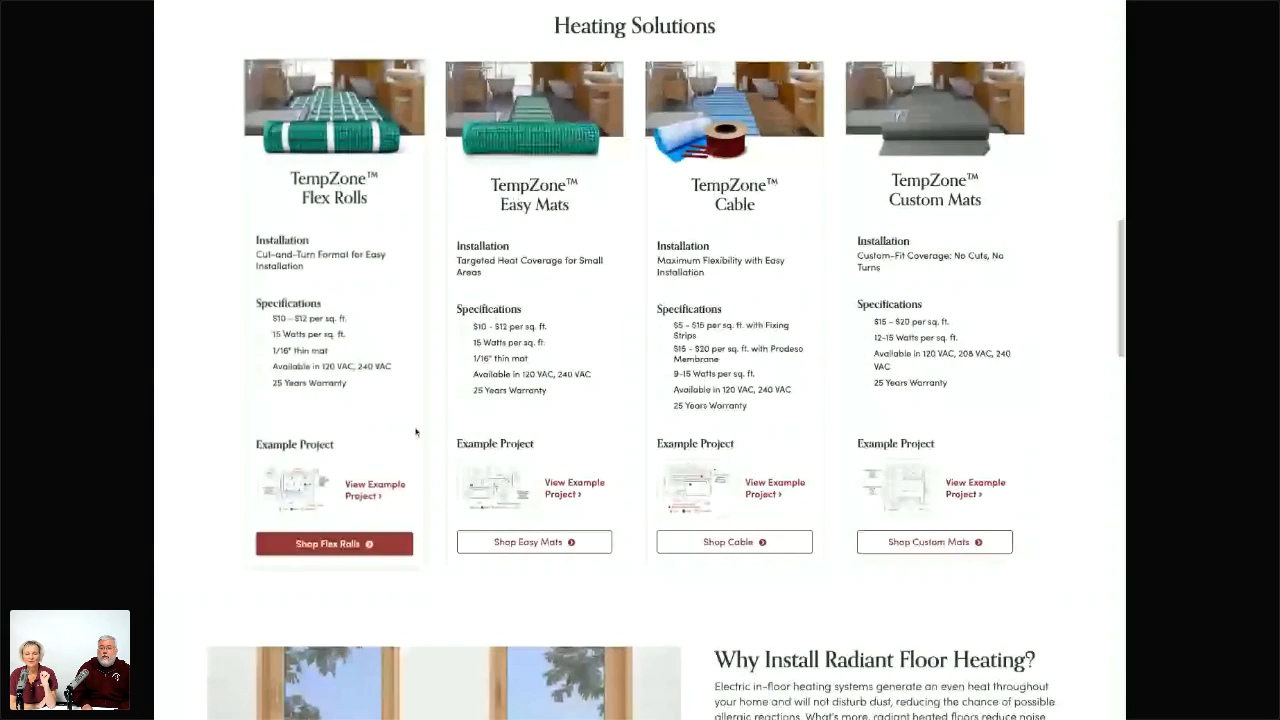 Heating Solutions
TempZone™
Flex Rolls
Installation
Cut-and-Turn Format for Easy
Installation
Specifications
$10 - $12 per sq. ft.
15 Watts per sq. ft.
1/16" thin mat
Available in 120 VAC, 240 VAC
25 Years Warranty
Example Project
View Example
Project ›
Shop Flex Rolls
TempZone™
Easy Mats
Installation
Targeted Heat Coverage for Small
Areas
Specifications
$10 - $12 per sq. ft.
15 Watts per sq. ft.
1/16" thin mat
Available in 120 VAC, 240 VAC
25 Years Warranty
Example Project
View Example
Project ›
Shop Easy Mats
TempZone™
Cable
Installation
Maximum Flexibility with Easy
Installation
Specifications
$5 - $15 per sq. ft. with Fixing
Strips
$15 - $20 per sq. ft. with Prodeso
Membrane
9-15 Watts per sq. ft.
Available in 120 VAC, 240 VAC
25 Years Warranty
Example Project
View Example
Project ›
Shop Cable
TempZone™
Custom Mats
Installation
Custom-Fit Coverage: No Cuts, No
Turns
Specifications
$15 - $20 per sq. ft.
12-15 Watts per sq. ft.
Available in 120 VAC, 208 VAC, 240
VAC
25 Years Warranty
Example Project
View Example
Project ›
Shop Custom Mats
Why Install Radiant Floor Heating?
Electric in-floor heating systems generate an even heat throughout
your home and will not disturb dust, reducing the chance of possible
allergic reactions. What's more, radiant heated floors reduce noise